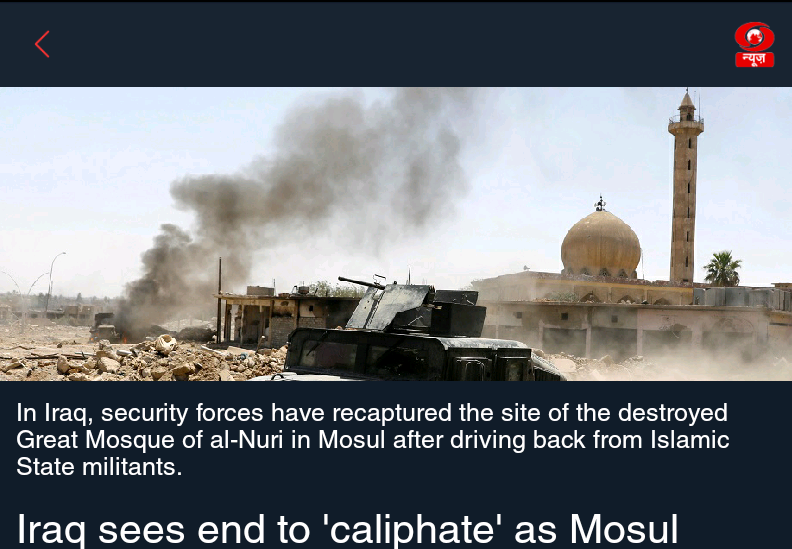 न्यूज़
In Iraq, security forces have recaptured the site of the destroyed
Great Mosque of al-Nuri in Mosul after driving back from Islamic
State militants.
Iraq sees end to 'caliphate' as Mosul